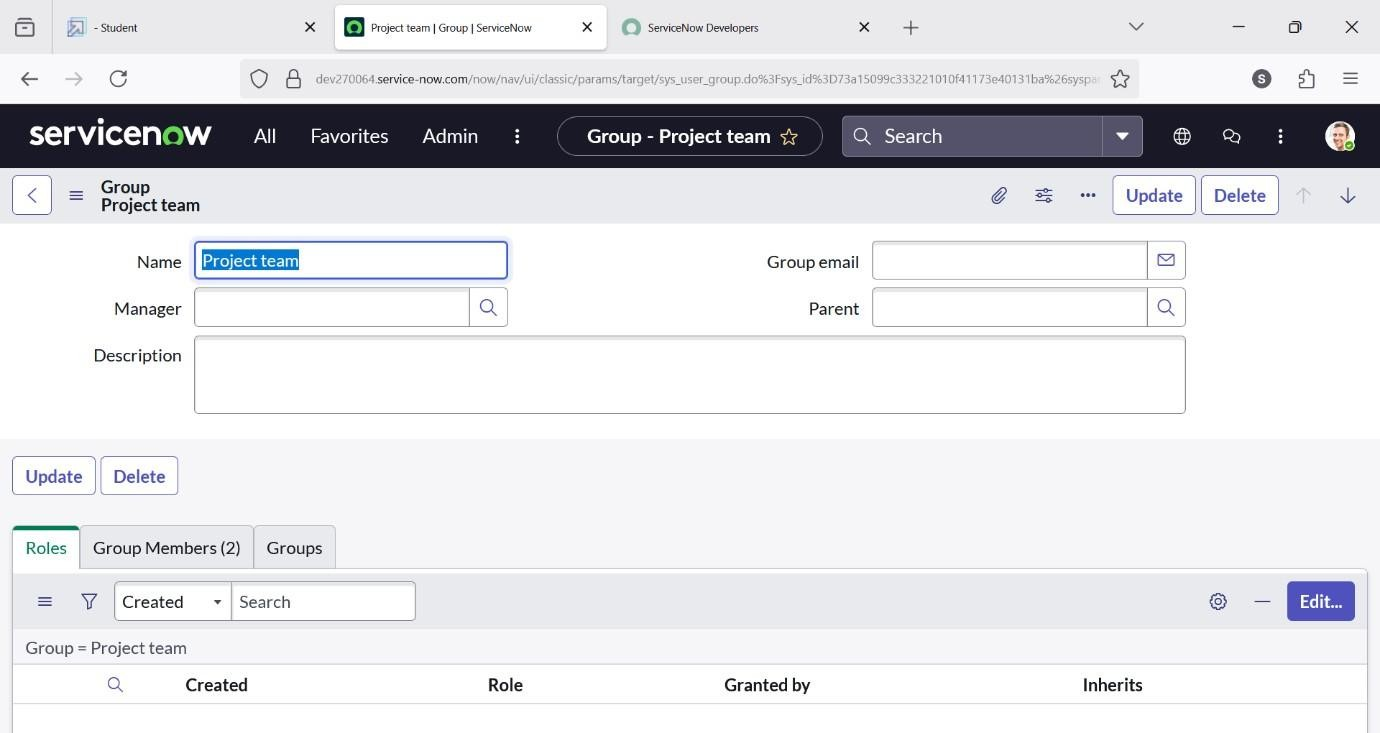 - Student
Project team | Group | ServiceNow
ServiceNow Developers
dev270064.service-now.com/now/nav/ui/classic/params/target/sys_user_group.do%3Fsys_id%3D73a15099c333221010f41173e40131ba%26syspa
S
servicenow
All
Favorites
Admin
Group - Project team
Search
Group
Project team
Update
Delete
Name
Project team
Group email
Manager
Parent
Description
Update
Delete
Roles
Group Members (2)
Groups
Created
Search
Edit...
Group = Project team
Created
Role
Granted by
Inherits